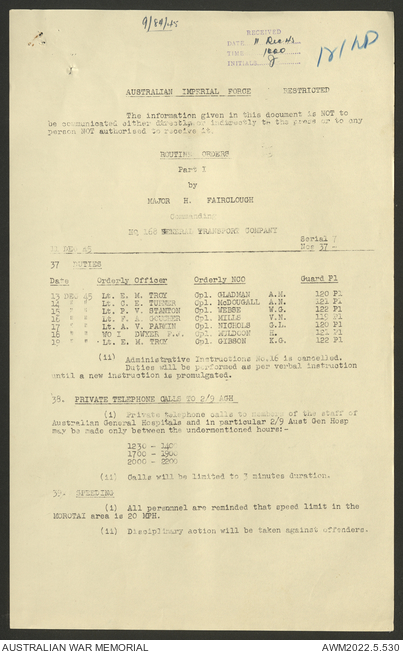 9/89/45
RECEIVED
DATE 11 Dec 45
TIME 1000
INITIALS
AUSTRALIAN IMPERIAL FORCE RESTRICTED
The information given in this document is NOT to
be communicated either directly or indirectly to the press or to any
person NOT authorised to receive it.
ROUTINE ORDERS
Part 1
by
MAJOR H. FAIRCLOUGH
Commanding
NO 168 GENERAL TRANSPORT COMPANY
Serial 7
DEC 45 Nos 37 -
37 DUTIES
Date Orderly Officer Orderly NCO Guard Pl
13 DEC 45 Lt. E. M. TROY Cpl. GLADMAN A.H. 120 Pl
14 " " Lt. C. E. TURNER Cpl. McDOUGALL A.N. 121 Pl
15 " " Lt. P. V. STANTON Cpl. WEBSE W.G. 122 Pl
16 " " Lt. F. A. Cpl. MILLS V.N. 119 Pl
17 " " Lt. A. V. PARKIN Cpl. NICHOLS G.L. 120 Pl
18 " " WO I DWYER Cpl. MULDOON H. 121 Pl
19 " " Lt. E. M. TROY Cpl. GIBSON K.G. 122 Pl
(ii) Administrative Instructions No.16 is cancelled.
Duties will be performed as per verbal instruction
until a new instruction is promulgated.
38. PRIVATE TELEPHONE CALLS TO 2/9 AGH
(i) Private telephone calls to members of the staff of
Australian General Hospitals and in particular 2/9 Aust Gen Hosp
may be made only between the undermentioned hours:-
1230 - 1400
1700 - 1900
2000 - 2200
(ii) Calls will be limited to 3 minutes duration.
39. SPEEDING
(i) All personnel are reminded that speed limit in the
MOROTAI area is 20 MPH.
(ii) Disciplinary action will be taken against offenders.
AUSTRALIAN WAR MEMORIAL AWM2022.5.530